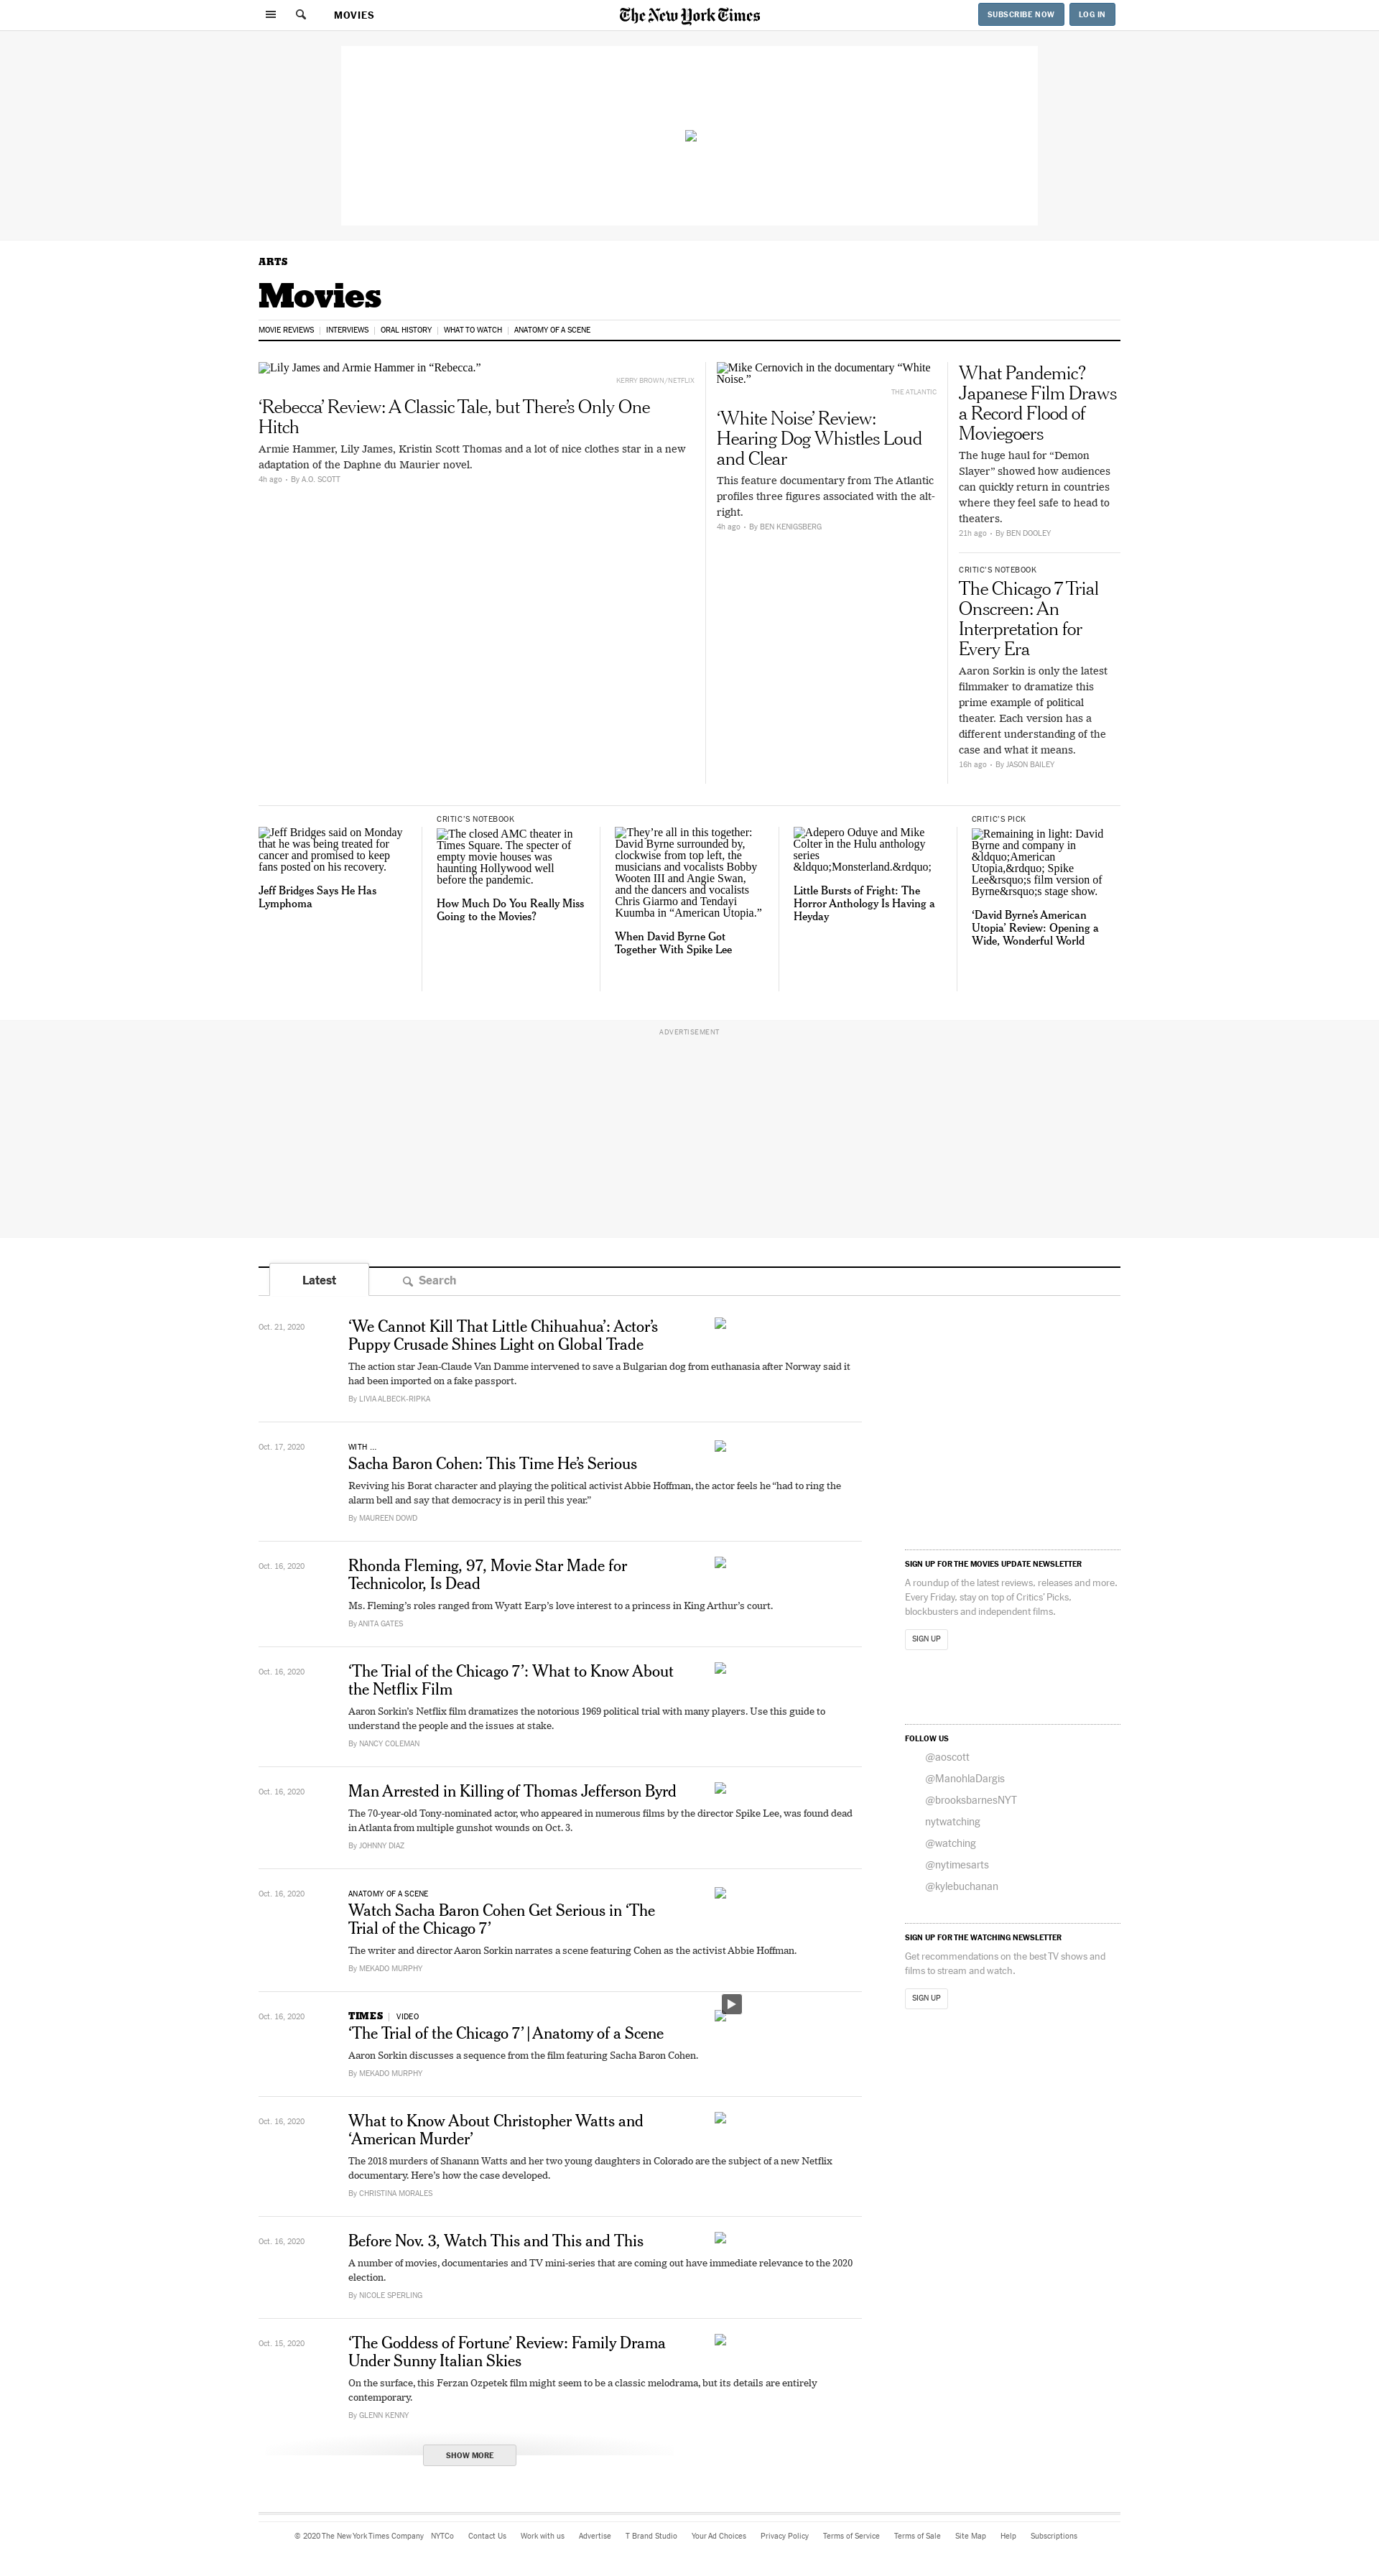 MOVIES
The New York Times
SUBSCRIBE NOW
LOG IN
ARTS
Movies
MOVIE REVIEWS
INTERVIEWS
ORAL HISTORY
WHAT TO WATCH
ANATOMY OF A SCENE
Lily James and Armie Hammer in “Rebecca.”
KERRY BROWN/NETFLIX
‘Rebecca’ Review: A Classic Tale, but There’s Only One
Hitch
Armie Hammer, Lily James, Kristin Scott Thomas and a lot of nice clothes star in a new
adaptation of the Daphne du Maurier novel.
4h ago • By A.O. SCOTT
Mike Cernovich in the documentary “White
Noise.”
THE ATLANTIC
‘White Noise’ Review:
Hearing Dog Whistles Loud
and Clear
This feature documentary from The Atlantic
profiles three figures associated with the alt-
right.
4h ago • By BEN KENIGSBERG
What Pandemic?
Japanese Film Draws
a Record Flood of
Moviegoers
The huge haul for “Demon
Slayer” showed how audiences
can quickly return in countries
where they feel safe to head to
theaters.
21h ago • By BEN DOOLEY
CRITIC’S NOTEBOOK
The Chicago 7 Trial
Onscreen: An
Interpretation for
Every Era
Aaron Sorkin is only the latest
filmmaker to dramatize this
prime example of political
theater. Each version has a
different understanding of the
case and what it means.
16h ago • By JASON BAILEY
Jeff Bridges said on Monday
that he was being treated for
cancer and promised to keep
fans posted on his recovery.
Jeff Bridges Says He Has
Lymphoma
CRITIC’S NOTEBOOK
The closed AMC theater in
Times Square. The specter of
empty movie houses was
haunting Hollywood well
before the pandemic.
How Much Do You Really Miss
Going to the Movies?
They’re all in this together:
David Byrne surrounded by,
clockwise from top left, the
musicians and vocalists Bobby
Wooten III and Angie Swan,
and the dancers and vocalists
Chris Giarmo and Tendayi
Kuumba in “American Utopia.”
When David Byrne Got
Together With Spike Lee
Adepero Oduye and Mike
Colter in the Hulu anthology
series
&ldquo;Monsterland.&rdquo;
Little Bursts of Fright: The
Horror Anthology Is Having a
Heyday
CRITIC’S PICK
Remaining in light: David
Byrne and company in
&ldquo;American
Utopia,&rdquo; Spike
Lee&rsquo;s film version of
Byrne&rsquo;s stage show.
‘David Byrne’s American
Utopia’ Review: Opening a
Wide, Wonderful World
ADVERTISEMENT
Latest
Search
Oct. 21, 2020
‘We Cannot Kill That Little Chihuahua’: Actor’s
Puppy Crusade Shines Light on Global Trade
The action star Jean-Claude Van Damme intervened to save a Bulgarian dog from euthanasia after Norway said it
had been imported on a fake passport.
By LIVIA ALBECK-RIPKA
Oct. 17, 2020
WITH ...
Sacha Baron Cohen: This Time He’s Serious
Reviving his Borat character and playing the political activist Abbie Hoffman, the actor feels he “had to ring the
alarm bell and say that democracy is in peril this year.”
By MAUREEN DOWD
Oct. 16, 2020
Rhonda Fleming, 97, Movie Star Made for
Technicolor, Is Dead
Ms. Fleming’s roles ranged from Wyatt Earp’s love interest to a princess in King Arthur’s court.
By ANITA GATES
Oct. 16, 2020
‘The Trial of the Chicago 7’: What to Know About
the Netflix Film
Aaron Sorkin’s Netflix film dramatizes the notorious 1969 political trial with many players. Use this guide to
understand the people and the issues at stake.
By NANCY COLEMAN
Oct. 16, 2020
Man Arrested in Killing of Thomas Jefferson Byrd
The 70-year-old Tony-nominated actor, who appeared in numerous films by the director Spike Lee, was found dead
in Atlanta from multiple gunshot wounds on Oct. 3.
By JOHNNY DIAZ
Oct. 16, 2020
ANATOMY OF A SCENE
Watch Sacha Baron Cohen Get Serious in ‘The
Trial of the Chicago 7’
The writer and director Aaron Sorkin narrates a scene featuring Cohen as the activist Abbie Hoffman.
By MEKADO MURPHY
Oct. 16, 2020
TIMES | VIDEO
‘The Trial of the Chicago 7’ | Anatomy of a Scene
Aaron Sorkin discusses a sequence from the film featuring Sacha Baron Cohen.
By MEKADO MURPHY
Oct. 16, 2020
What to Know About Christopher Watts and
‘American Murder’
The 2018 murders of Shanann Watts and her two young daughters in Colorado are the subject of a new Netflix
documentary. Here’s how the case developed.
By CHRISTINA MORALES
Oct. 16, 2020
Before Nov. 3, Watch This and This and This
A number of movies, documentaries and TV mini-series that are coming out have immediate relevance to the 2020
election.
By NICOLE SPERLING
Oct. 15, 2020
‘The Goddess of Fortune’ Review: Family Drama
Under Sunny Italian Skies
On the surface, this Ferzan Ozpetek film might seem to be a classic melodrama, but its details are entirely
contemporary.
By GLENN KENNY
SHOW MORE
SIGN UP FOR THE MOVIES UPDATE NEWSLETTER
A roundup of the latest reviews, releases and more.
Every Friday, stay on top of Critics’ Picks,
blockbusters and independent films.
SIGN UP
FOLLOW US
@aoscott
@ManohlaDargis
@brooksbarnesNYT
nytwatching
@watching
@nytimesarts
@kylebuchanan
SIGN UP FOR THE WATCHING NEWSLETTER
Get recommendations on the best TV shows and
films to stream and watch.
SIGN UP
© 2020 The New York Times Company NYTCo Contact Us Work with us Advertise T Brand Studio Your Ad Choices Privacy Policy Terms of Service Terms of Sale Site Map Help Subscriptions